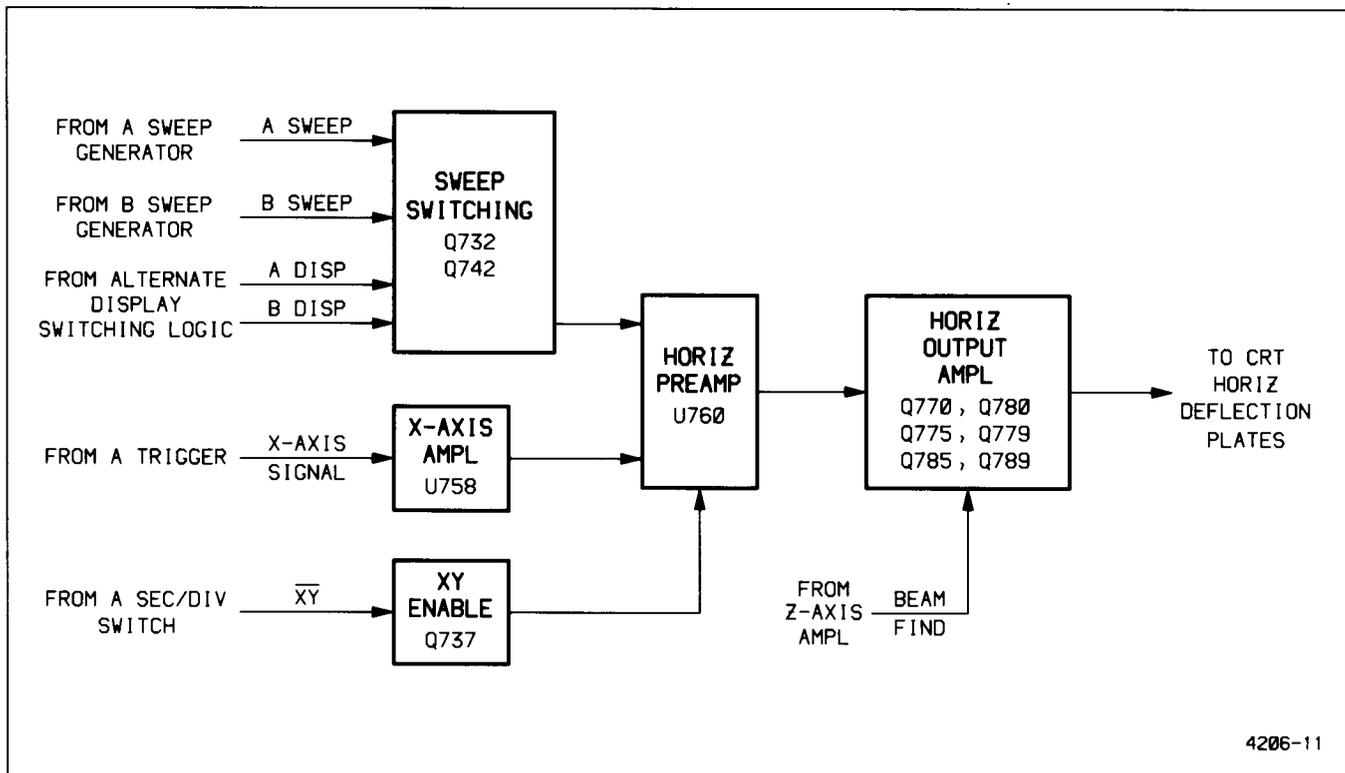 FROM A SWEEP
GENERATOR
A SWEEP
FROM B SWEEP
GENERATOR
B SWEEP
FROM ALTERNATE
DISPLAY
SWITCHING LOGIC
A DISP
B DISP
SWEEP
SWITCHING
Q732
Q742
FROM A TRIGGER
X-AXIS
SIGNAL
X-AXIS
AMPL
U758
FROM A SEC/DIV
SWITCH
X̅Y̅
XY
ENABLE
Q737
HORIZ
PREAMP
U760
HORIZ
OUTPUT
AMPL
Q770, Q780
Q775, Q779
Q785, Q789
FROM
Z-AXIS
AMPL
BEAM
FIND
TO CRT
HORIZ
DEFLECTION
PLATES
4206-11